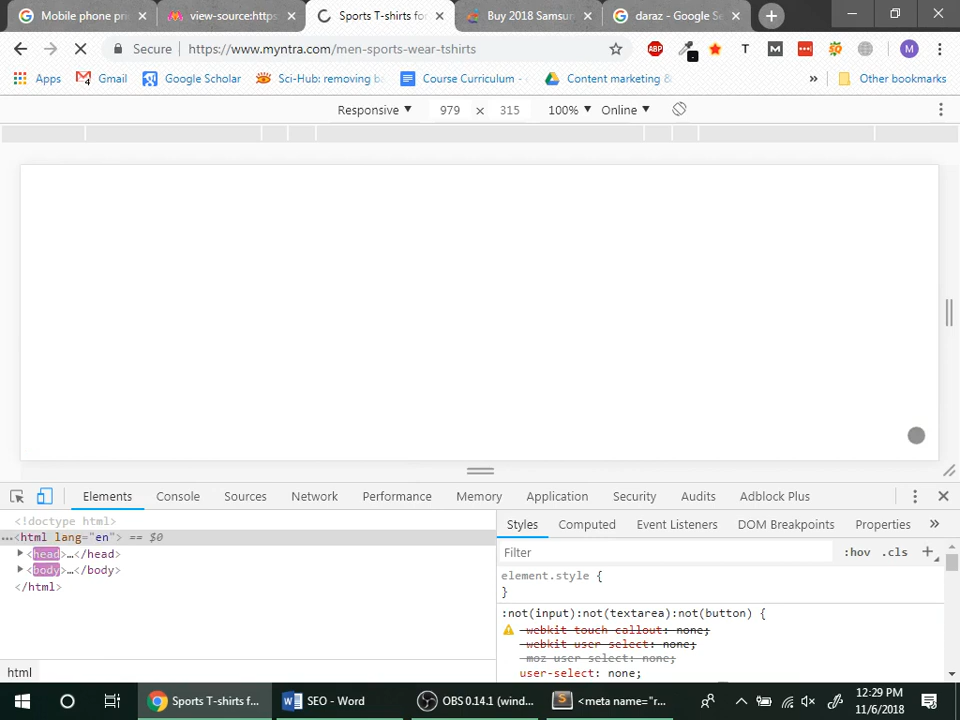 Mobile phone pri
view-source:https
Sports T-shirts for
Buy 2018 Samsun
daraz - Google Se
Secure
https://www.myntra.com/men-sports-wear-tshirts
ABP
T
M
M
Apps
4
Gmail
Google Scholar
Sci-Hub: removing ba
Course Curriculum -
Content marketing &
»
Other bookmarks
Responsive
979 × 315
100%
Online
Elements
Console
Sources
Network
Performance
Memory
Application
Security
Audits
Adblock Plus
<!doctype html>
...<html lang="en"> == $0
<head>…</head>
<body>…</body>
</html>
html
Styles
Computed
Event Listeners
DOM Breakpoints
Properties
»
Filter
:hov
.cls
+
element.style {
}
:not(input):not(textarea):not(button) {
-webkit-touch-callout: none;
-webkit-user-select: none;
-moz-user-select: none;
user-select: none;
Sports T-shirts f...
SEO - Word
OBS 0.14.1 (wind...
<meta name="r...
12:29 PM
11/6/2018